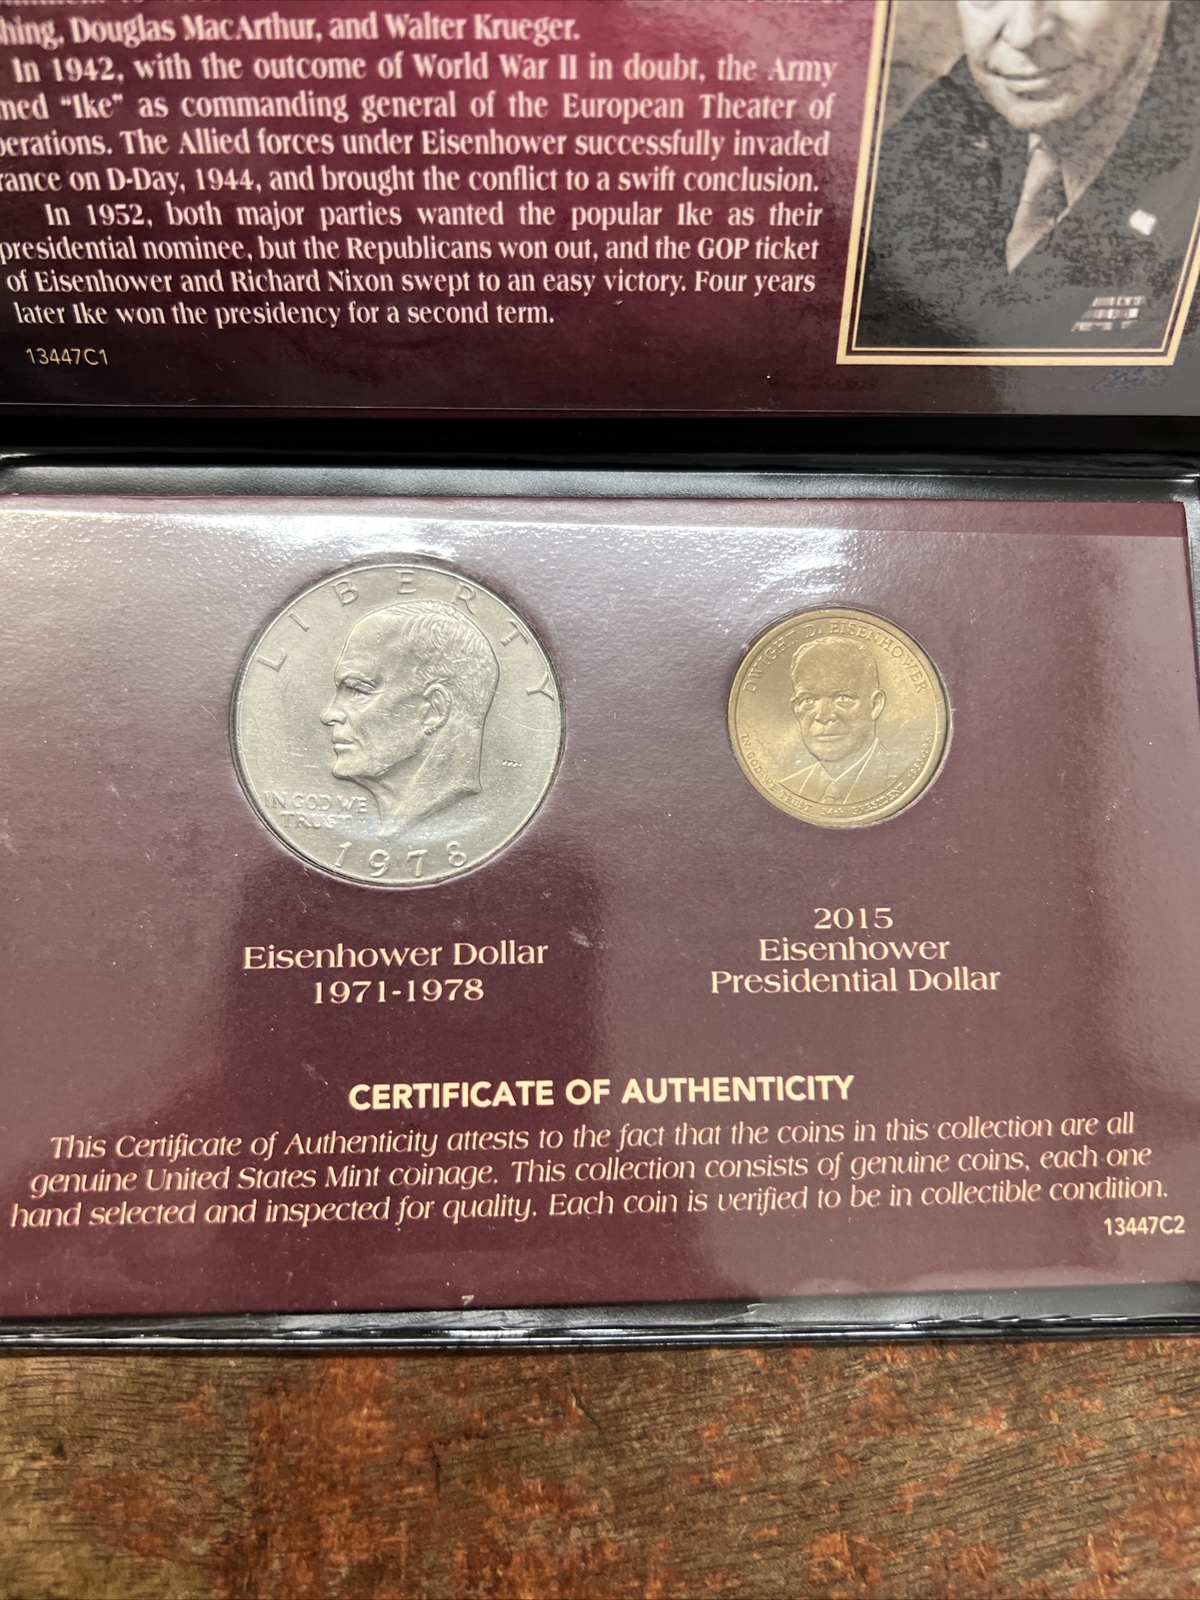 hing, Douglas MacArthur, and Walter Krueger.
In 1942, with the outcome of World War II in doubt, the Army
med "Ike" as commanding general of the European Theater of
perations. The Allied forces under Eisenhower successfully invaded
rance on D-Day, 1944, and brought the conflict to a swift conclusion.
In 1952, both major parties wanted the popular Ike as their
presidential nominee, but the Republicans won out, and the GOP ticket
of Eisenhower and Richard Nixon swept to an easy victory. Four years
later Ike won the presidency for a second term.
13447C1
LIBERTY
IN GOD WE
TRUST
1978
DWIGHT D. EISENHOWER
IN GOD WE TRUST 34th PRESIDENT 1953-1961
Eisenhower Dollar
1971-1978
2015
Eisenhower
Presidential Dollar
CERTIFICATE OF AUTHENTICITY
This Certificate of Authenticity attests to the fact that the coins in this collection are all
genuine United States Mint coinage. This collection consists of genuine coins, each one
hand selected and inspected for quality. Each coin is verified to be in collectible condition.
13447C2